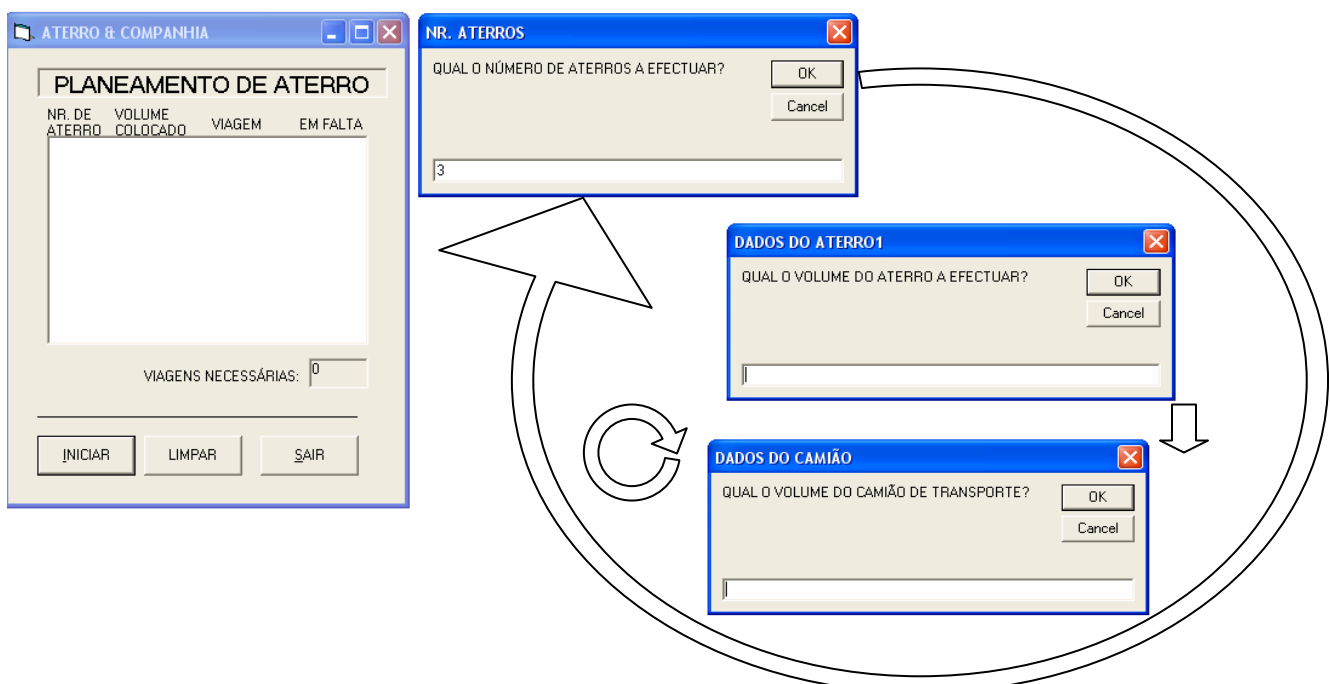 ATERRO & COMPANHIA
PLANEAMENTO DE ATERRO
NR. DE ATERRO VOLUME COLOCADO VIAGEM EM FALTA
VIAGENS NECESSÁRIAS: 0
INICIAR LIMPAR SAIR
NR. ATERROS
QUAL O NÚMERO DE ATERROS A EFECTUAR?
OK
Cancel
3
DADOS DO ATERRO1
QUAL O VOLUME DO ATERRO A EFECTUAR?
OK
Cancel
DADOS DO CAMIÃO
QUAL O VOLUME DO CAMIÃO DE TRANSPORTE?
OK
Cancel